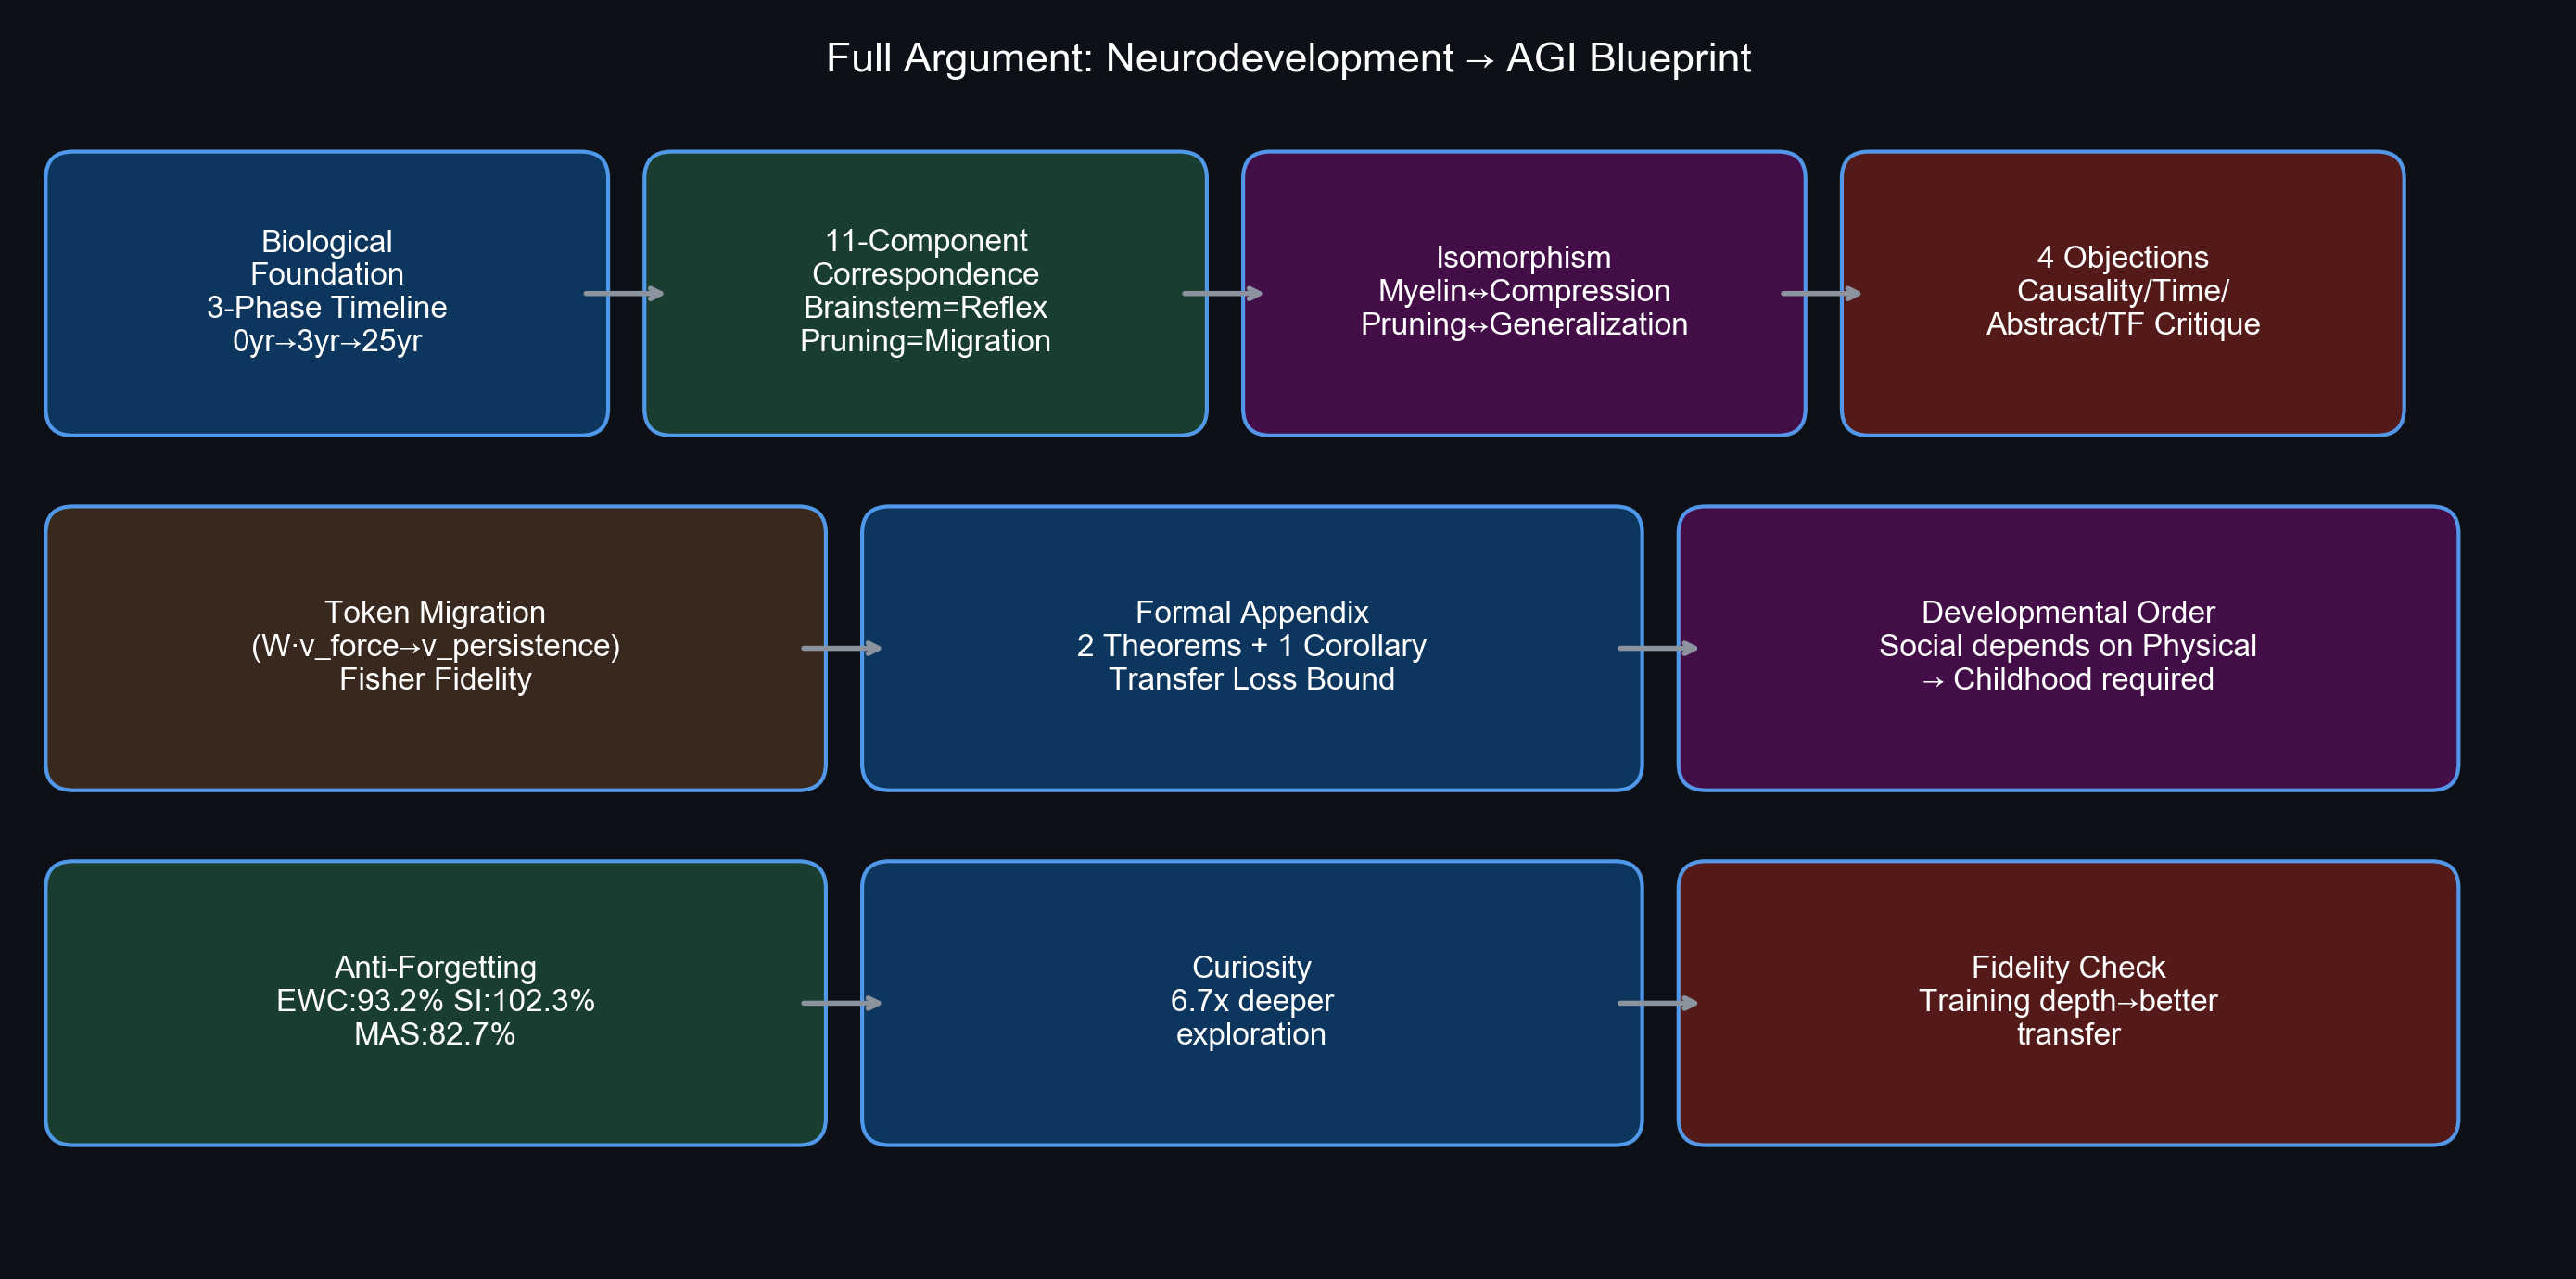 Full Argument: Neurodevelopment → AGI Blueprint
Biological
Foundation
3-Phase Timeline
0yr→3yr→25yr
11-Component
Correspondence
Brainstem=Reflex
Pruning=Migration
Isomorphism
Myelin↔Compression
Pruning↔Generalization
4 Objections
Causality/Time/
Abstract/TF Critique
Token Migration
(W·v_force→v_persistence)
Fisher Fidelity
Formal Appendix
2 Theorems + 1 Corollary
Transfer Loss Bound
Developmental Order
Social depends on Physical
→ Childhood required
Anti-Forgetting
EWC:93.2% SI:102.3%
MAS:82.7%
Curiosity
6.7x deeper
exploration
Fidelity Check
Training depth→better
transfer